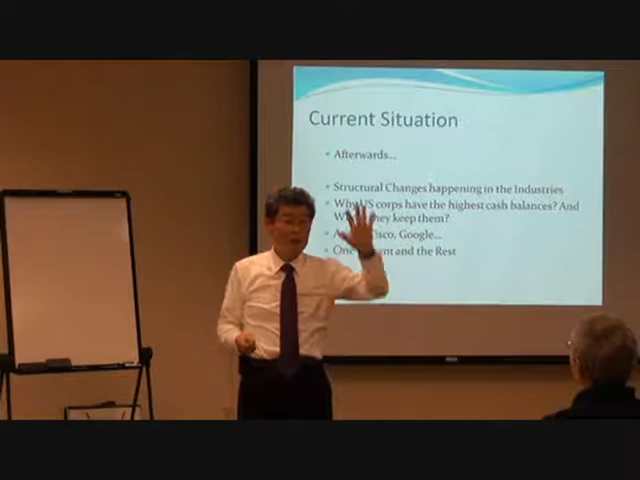 Current Situation
Afterwards...
Structural Changes happening in the Industries
Why US corps have the highest cash balances? And
they keep them?
Google...
and the Rest